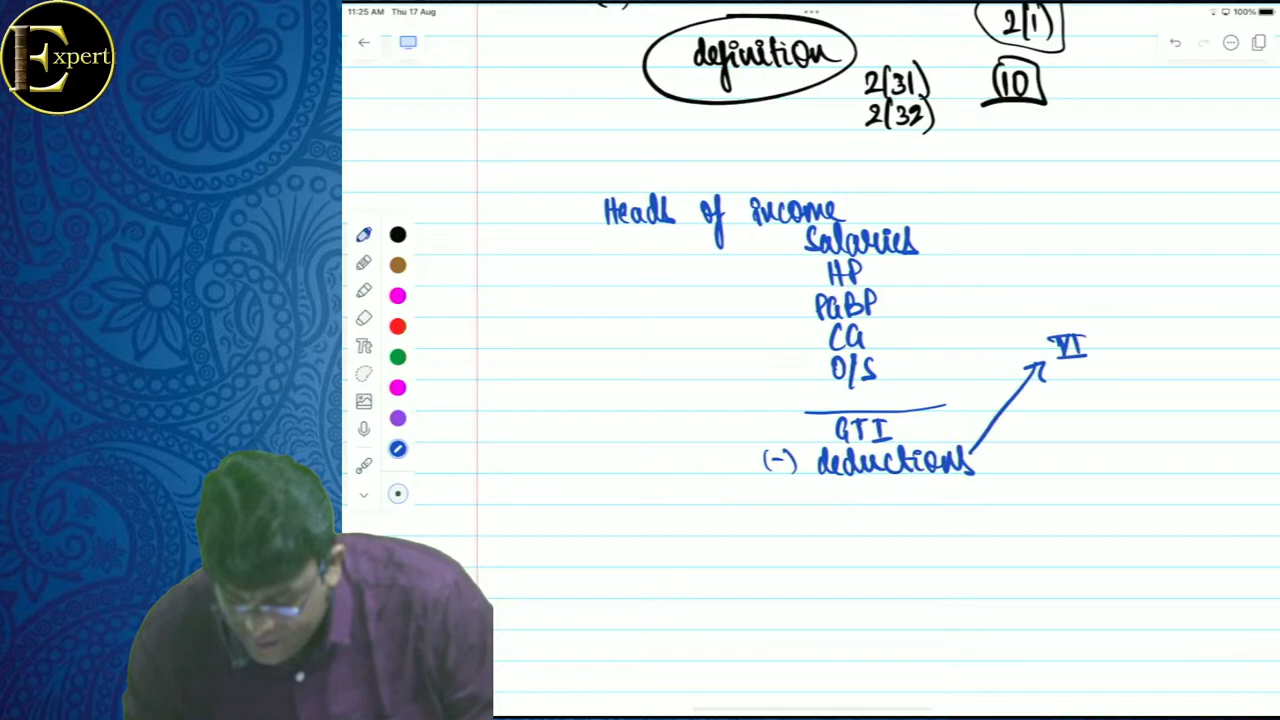 11:25 AM Thu 17 Aug
100%
Expert
2(i)
definition
2(31)
10
2(32)
Heads of income
Salaries
HP
PGBP
CG
O/S
VI
GTI
(-) deductions
Tt